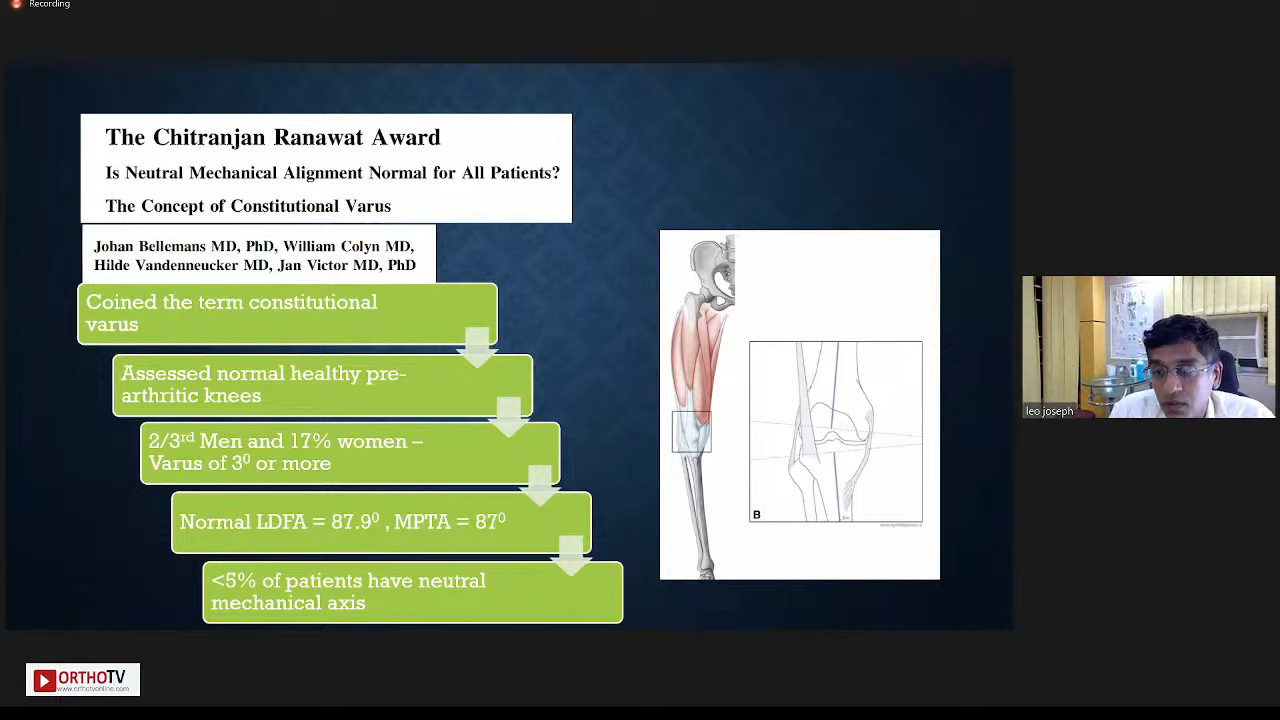 Recording
The Chitranjan Ranawat Award
Is Neutral Mechanical Alignment Normal for All Patients?
The Concept of Constitutional Varus
Johan Bellemans MD, PhD, William Colyn MD,
Hilde Vandenneucker MD, Jan Victor MD, PhD
Coined the term constitutional
varus
Assessed normal healthy pre-
arthritic knees
2/3rd Men and 17% women –
Varus of 3⁰ or more
Normal LDFA = 87.9⁰ , MPTA = 87⁰
<5% of patients have neutral
mechanical axis
B
leo joseph
ORTHOTV
www.orthotvonline.com